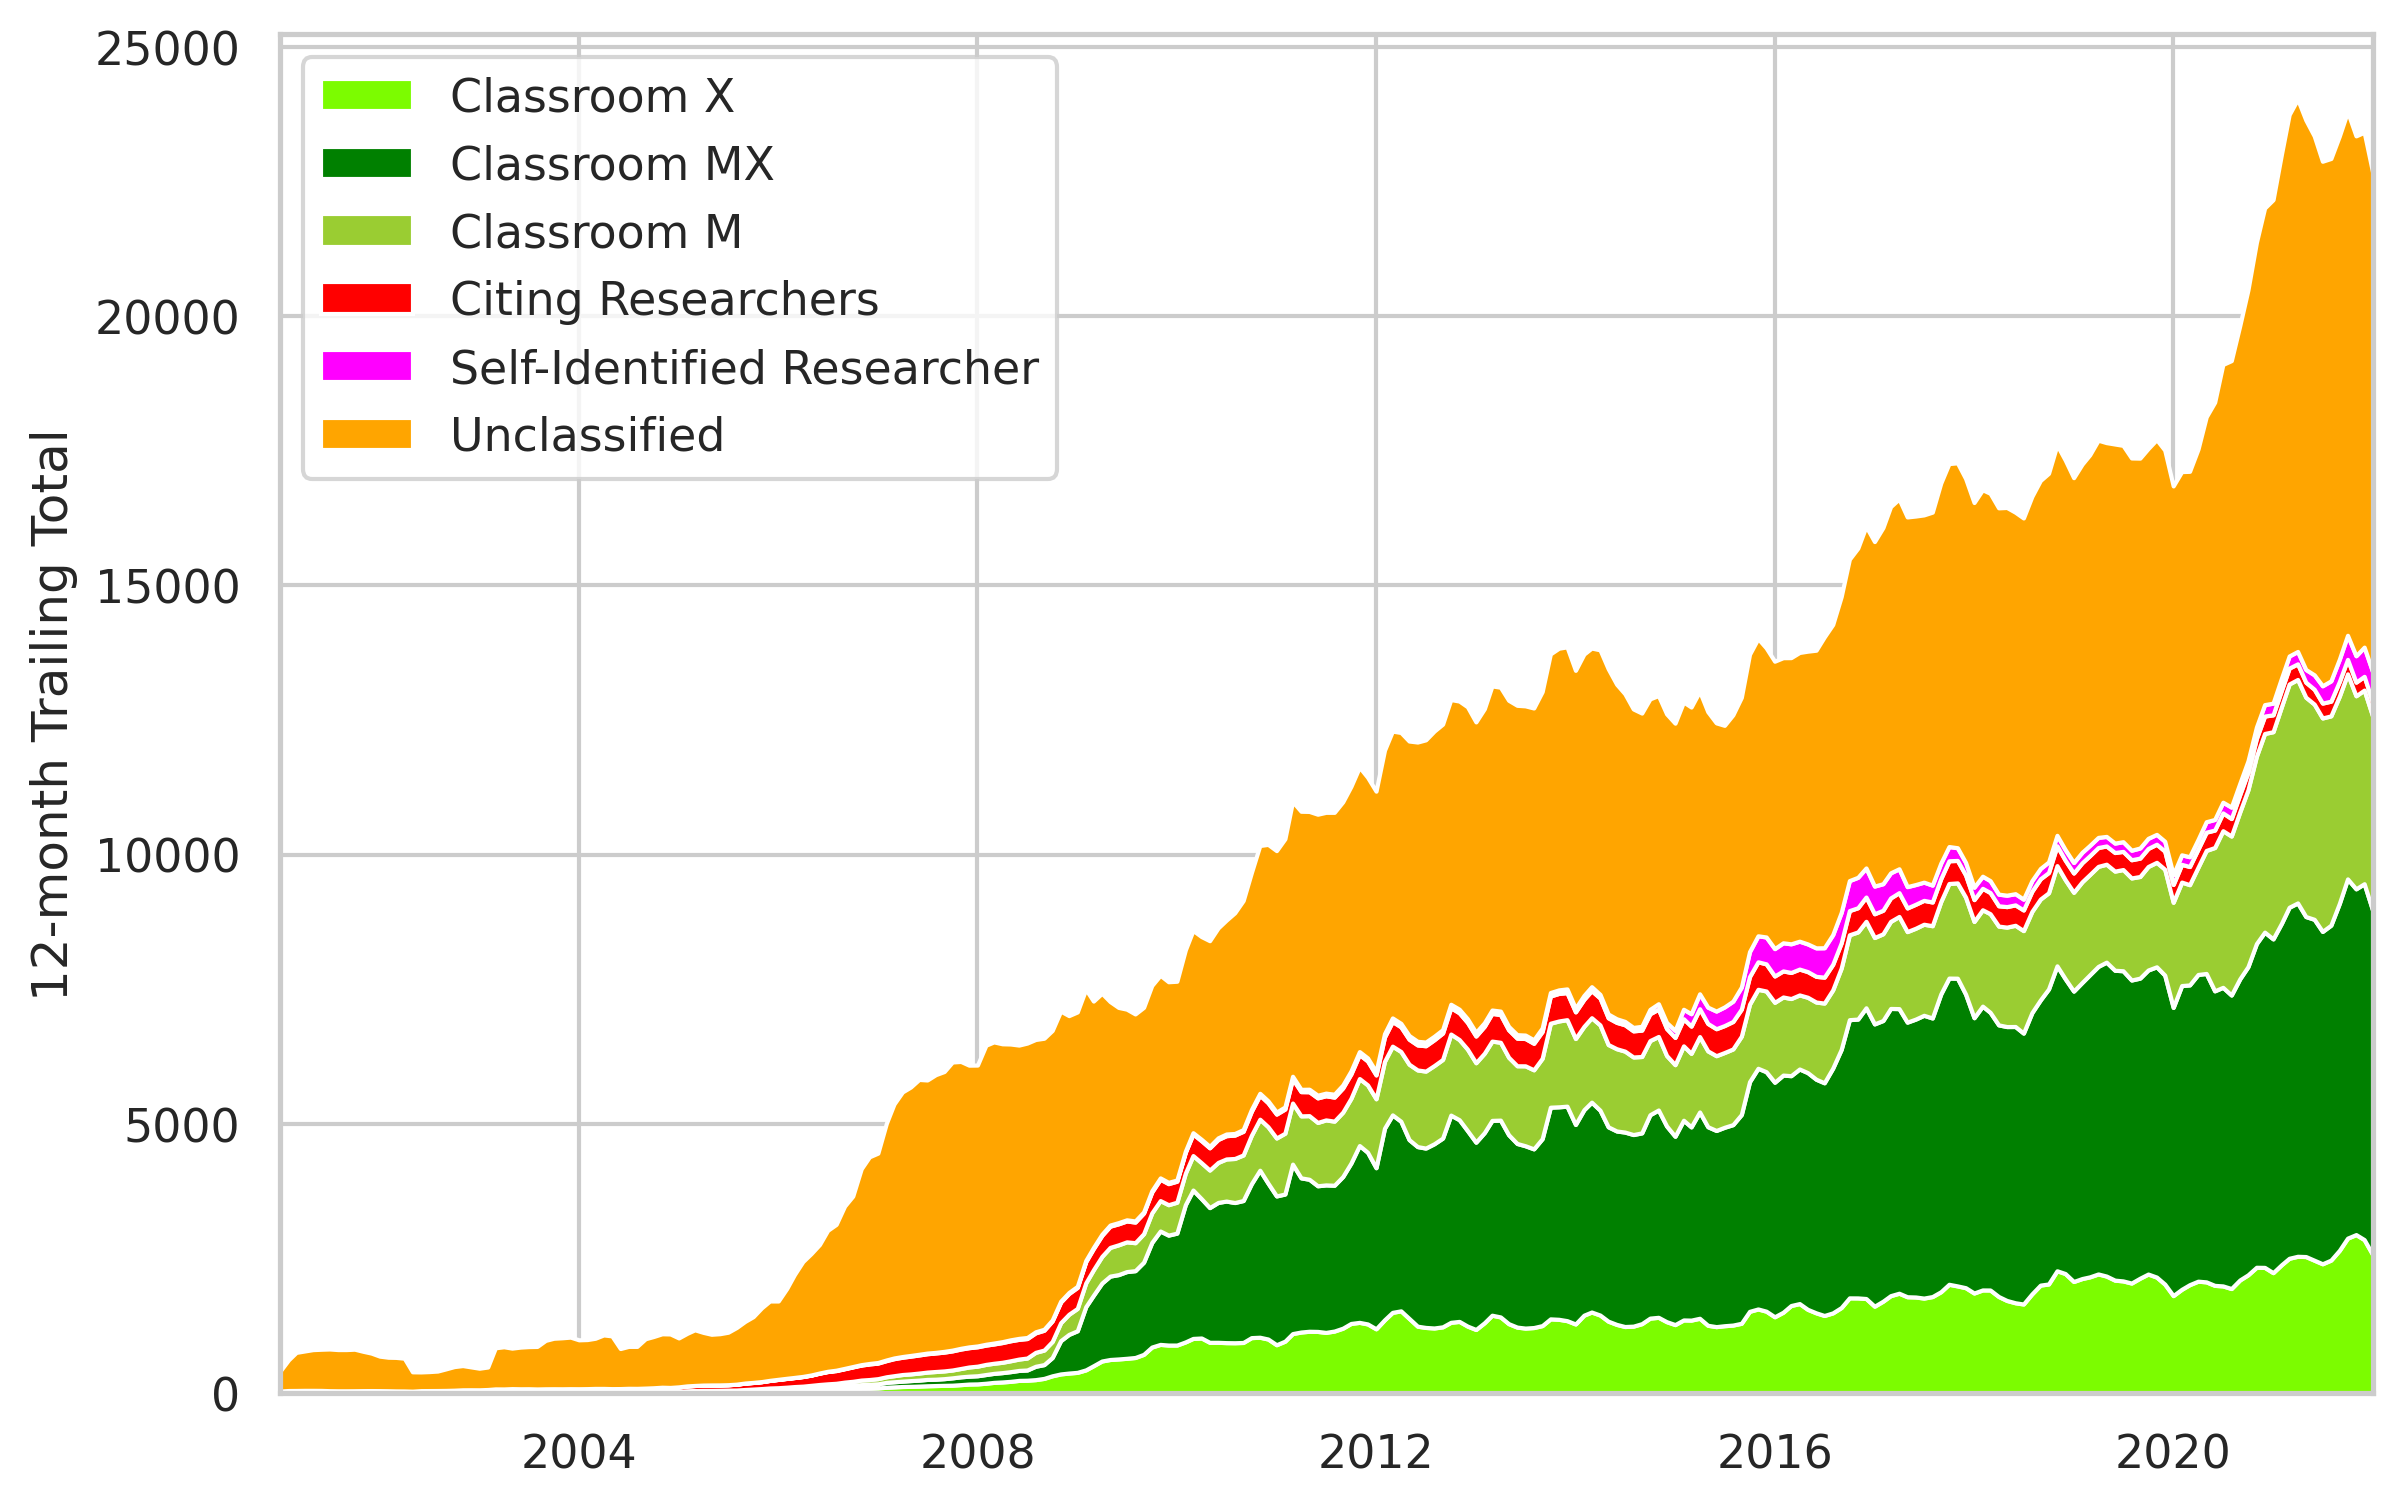 25000
20000
15000
10000
5000
0
12-month Trailing Total
Classroom X
Classroom MX
Classroom M
Citing Researchers
Self-Identified Researcher
Unclassified
2004 2008 2012 2016 2020